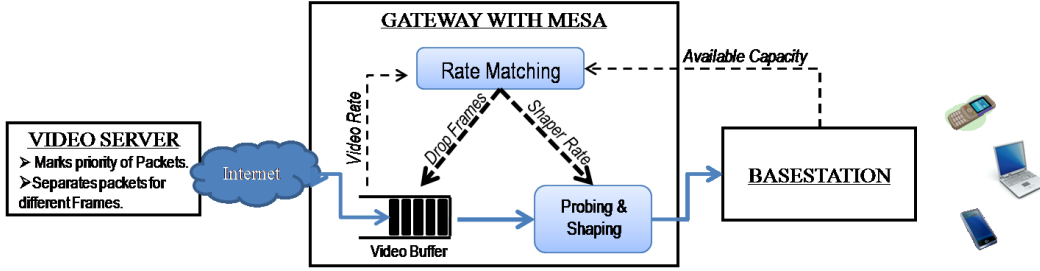 GATEWAY WITH MESA
Available Capacity
Rate Matching
Video Rate
Drop Frames
Shaper Rate
VIDEO SERVER
➢ Marks priority of Packets.
➢Separates packets for
different Frames.
Internet
BASESTATION
Probing &
Shaping
Video Buffer